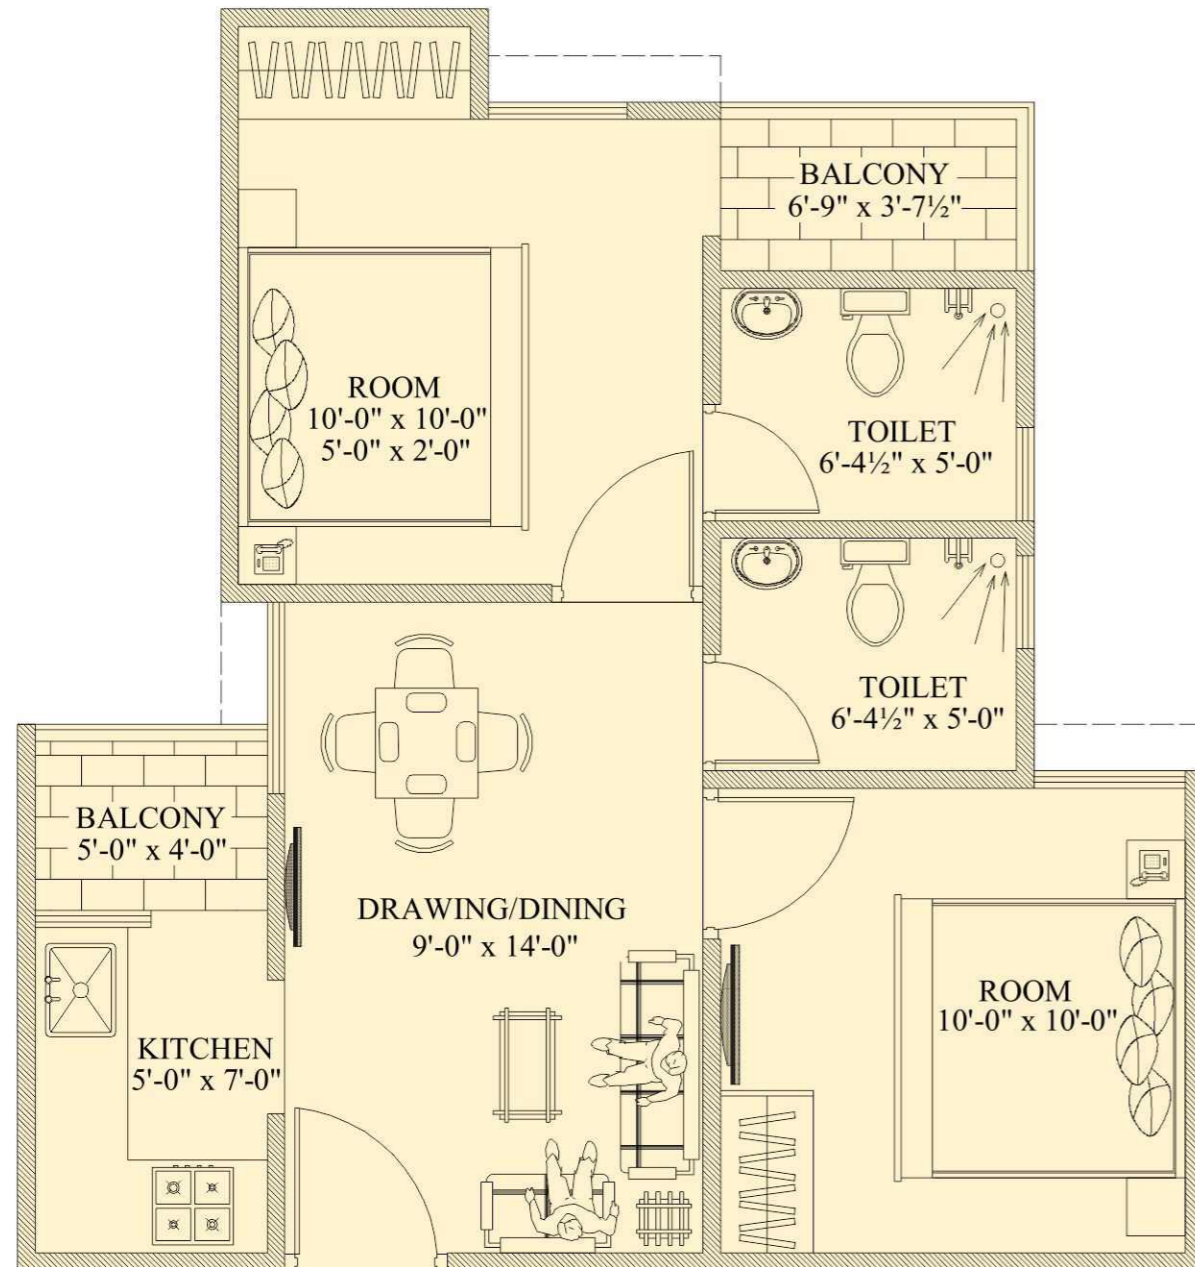 BALCONY
6'-9" x 3'-7½"
ROOM
10'-0" x 10'-0"
5'-0" x 2'-0"
TOILET
6'-4½" x 5'-0"
TOILET
6'-4½" x 5'-0"
BALCONY
5'-0" x 4'-0"
DRAWING/DINING
9'-0" x 14'-0"
ROOM
10'-0" x 10'-0"
KITCHEN
5'-0" x 7'-0"